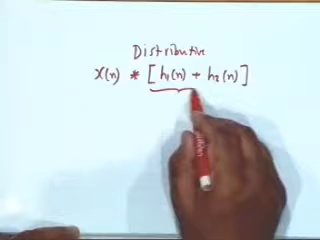 Distributive
x(n) * [h₁(n) + h₂(n)]